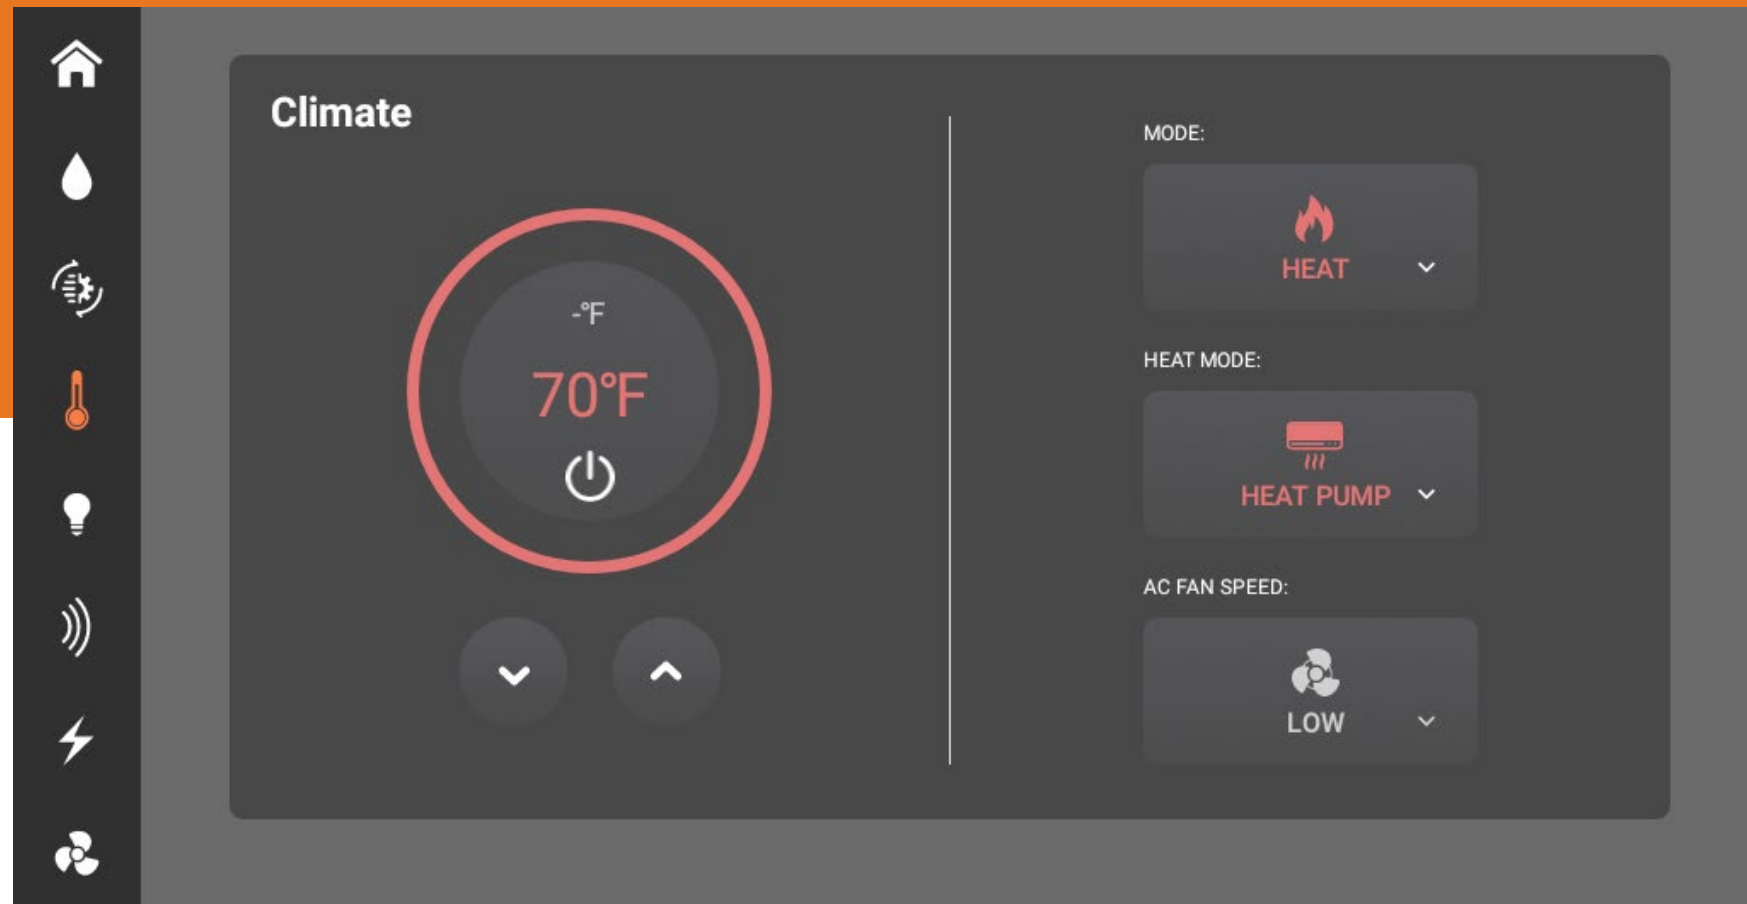 Climate
-°F
70°F
MODE:
HEAT
HEAT MODE:
HEAT PUMP
AC FAN SPEED:
LOW